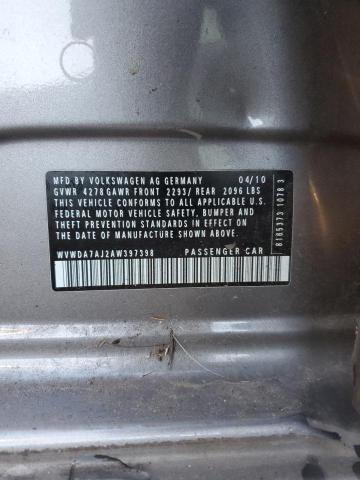 MFD. BY VOLKSWAGEN AG GERMANY 04/10
GVWR 4278 GAWR FRONT 2293/ REAR 2096 LBS
THIS VEHICLE CONFORMS TO ALL APPLICABLE U.S.
FEDERAL MOTOR VEHICLE SAFETY, BUMPER AND
THEFT PREVENTION STANDARDS IN EFFECT ON
THE DATE OF MANUFACTURE SHOWN ABOVE.
WVWDA7AJ2AW397398 PASSENGER CAR
8165373 1078 3